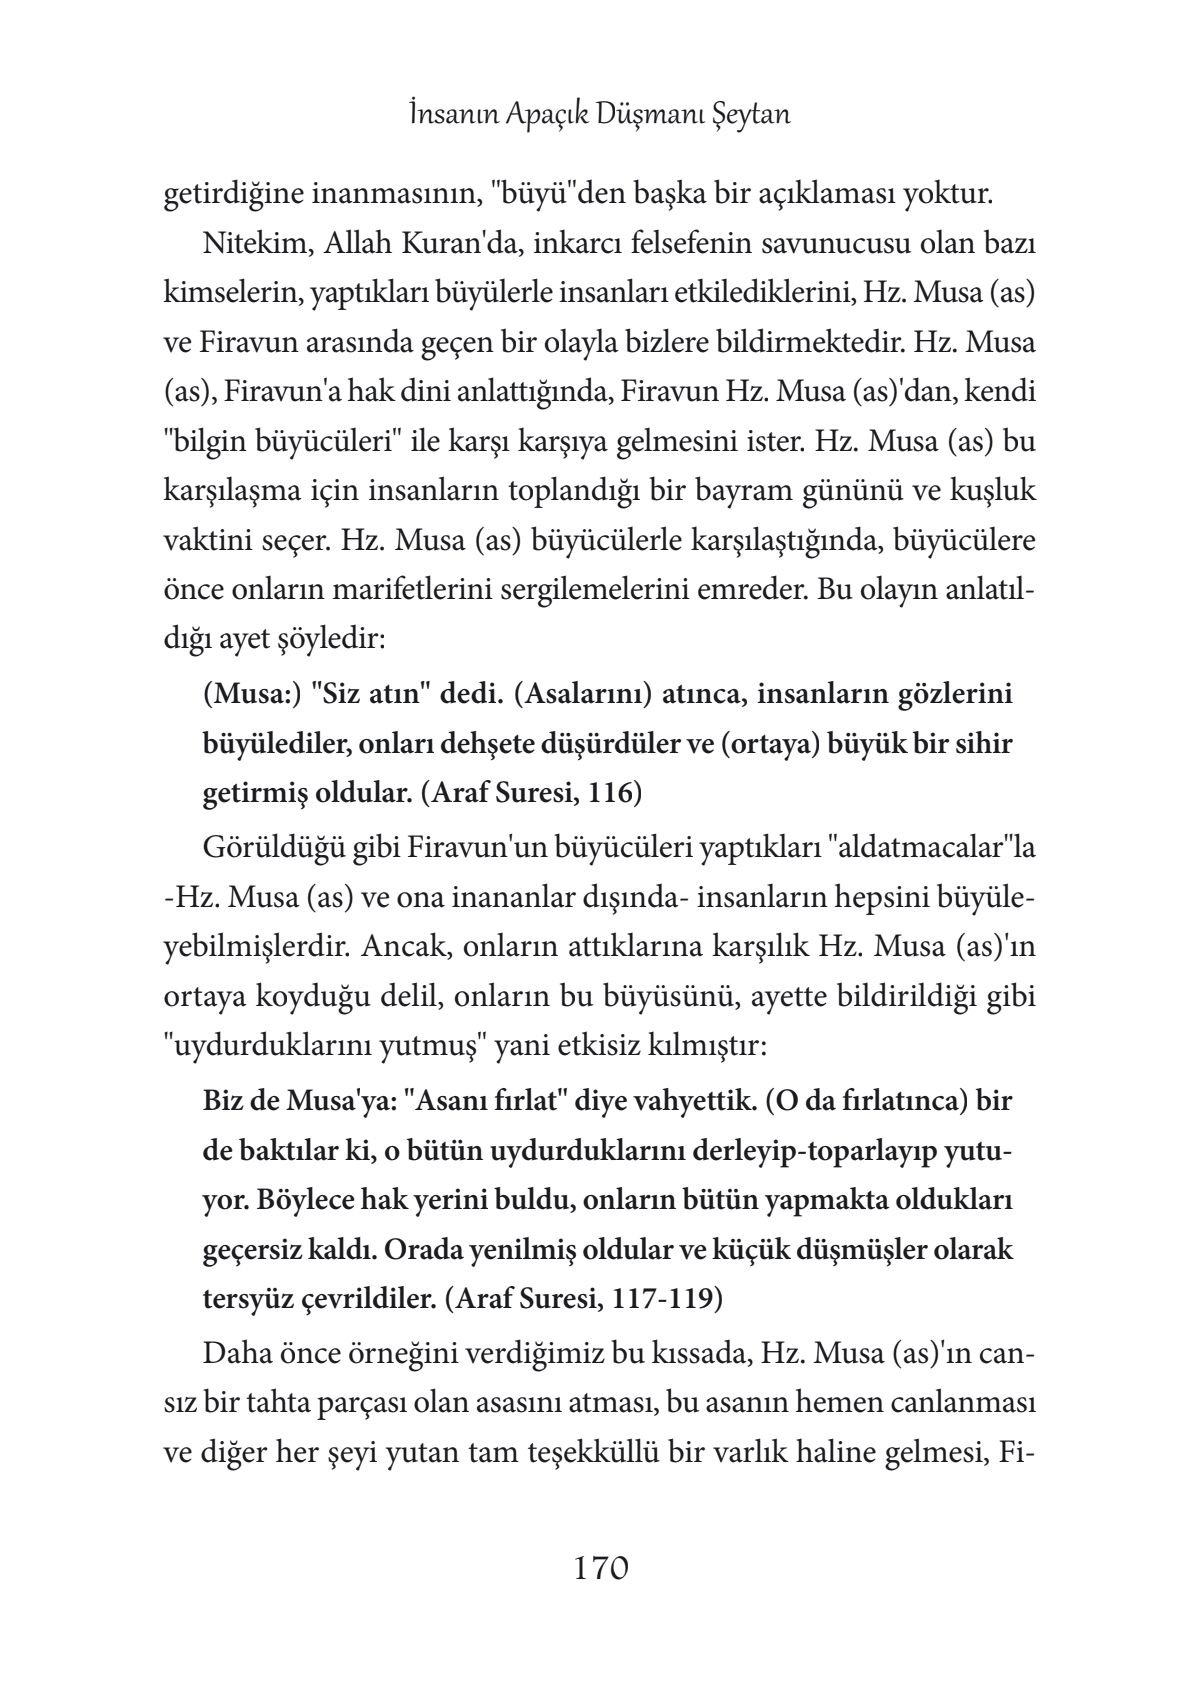 İnsanın Apaçık Düşmanı Şeytan
getirdiğine inanmasının, "büyü"den başka bir açıklaması yoktur.
Nitekim, Allah Kuran'da, inkarcı felsefenin savunucusu olan bazı
kimselerin, yaptıkları büyülerle insanları etkilediklerini, Hz. Musa (as)
ve Firavun arasında geçen bir olayla bizlere bildirmektedir. Hz. Musa
(as), Firavun'a hak dini anlattığında, Firavun Hz. Musa (as)'dan, kendi
"bilgin büyücüleri" ile karşı karşıya gelmesini ister. Hz. Musa (as) bu
karşılaşma için insanların toplandığı bir bayram gününü ve kuşluk
vaktini seçer. Hz. Musa (as) büyücülerle karşılaştığında, büyücülere
önce onların marifetlerini sergilemelerini emreder. Bu olayın anlatıl-
dığı ayet şöyledir:
(Musa:) "Siz atın" dedi. (Asalarını) atınca, insanların gözlerini
büyülediler, onları dehşete düşürdüler ve (ortaya) büyük bir sihir
getirmiş oldular. (Araf Suresi, 116)
Görüldüğü gibi Firavun'un büyücüleri yaptıkları "aldatmacalar"la
-Hz. Musa (as) ve ona inananlar dışında- insanların hepsini büyüle-
yebilmişlerdir. Ancak, onların attıklarına karşılık Hz. Musa (as)'ın
ortaya koyduğu delil, onların bu büyüsünü, ayette bildirildiği gibi
"uydurduklarını yutmuş" yani etkisiz kılmıştır:
Biz de Musa'ya: "Asanı fırlat" diye vahyettik. (O da fırlatınca) bir
de baktılar ki, o bütün uydurduklarını derleyip-toparlayıp yutu-
yor. Böylece hak yerini buldu, onların bütün yapmakta oldukları
geçersiz kaldı. Orada yenilmiş oldular ve küçük düşmüşler olarak
tersyüz çevrildiler. (Araf Suresi, 117-119)
Daha önce örneğini verdiğimiz bu kıssada, Hz. Musa (as)'ın can-
sız bir tahta parçası olan asasını atması, bu asanın hemen canlanması
ve diğer her şeyi yutan tam teşekküllü bir varlık haline gelmesi, Fi-
170